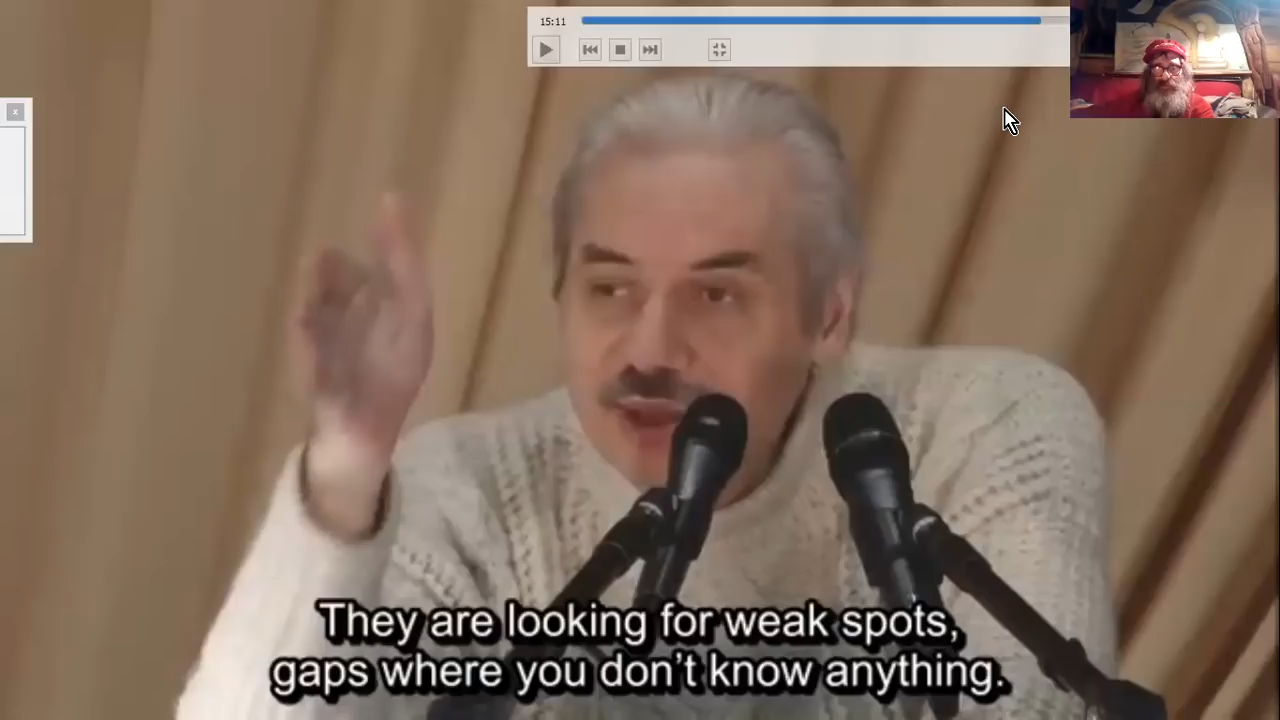 15:11
x
They are looking for weak spots,
gaps where you don't know anything.